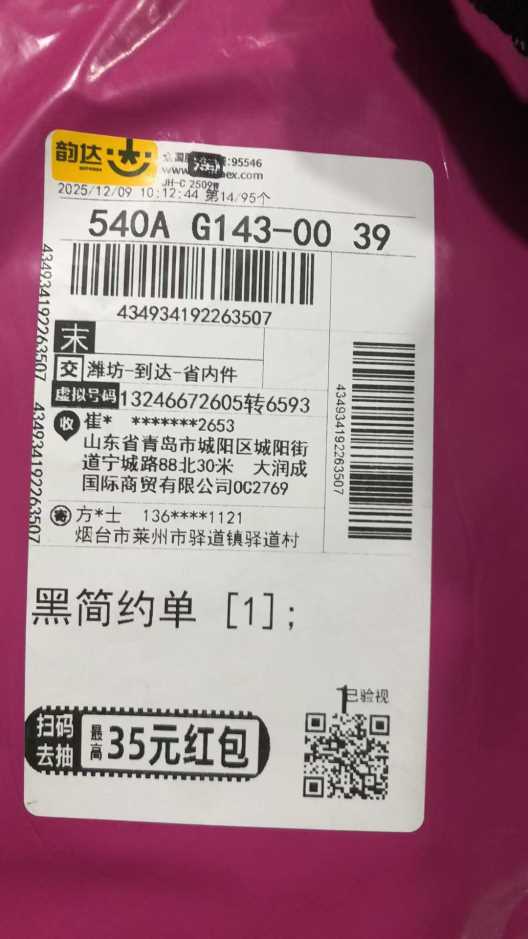 韵达
:95546
ex.com
JH-C 2509
2025/12/09 10:12:44 第14/95个
540A G143-00 39
434934192263507
434934192263507
434934192263507
434934192263507
末
交 潍坊-到达-省内件
虚拟号码 13246672605转6593
收 崔* *******2653
山东省青岛市城阳区城阳街
道宁城路88北30米 大润成
国际商贸有限公司0C2769
寄 方*士 136****1121
烟台市莱州市驿道镇驿道村
黑简约单 [1];
已验视
扫码
去抽
最高
35元红包